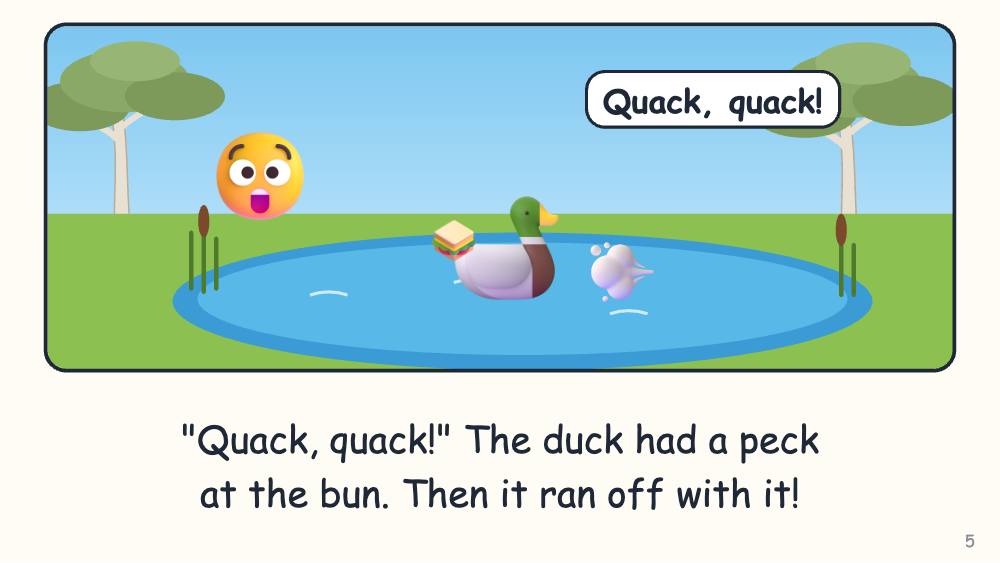 Quack, quack!
"Quack, quack!" The duck had a peck
at the bun. Then it ran off with it!
5